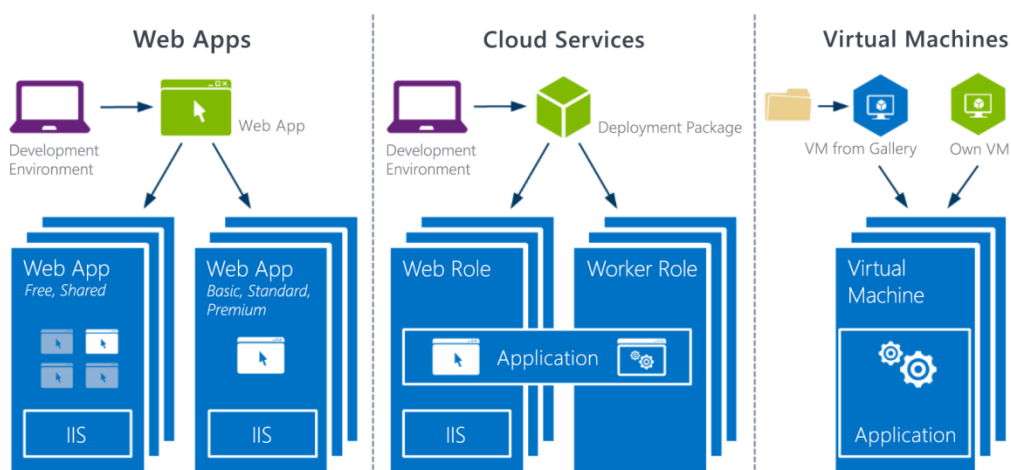 Web Apps
Development
Environment
Web App
Web App
Free, Shared
IIS
Web App
Basic, Standard,
Premium
IIS
Cloud Services
Development
Environment
Deployment Package
Web Role
Worker Role
Application
IIS
Virtual Machines
VM from Gallery
Own VM
Virtual
Machine
Application